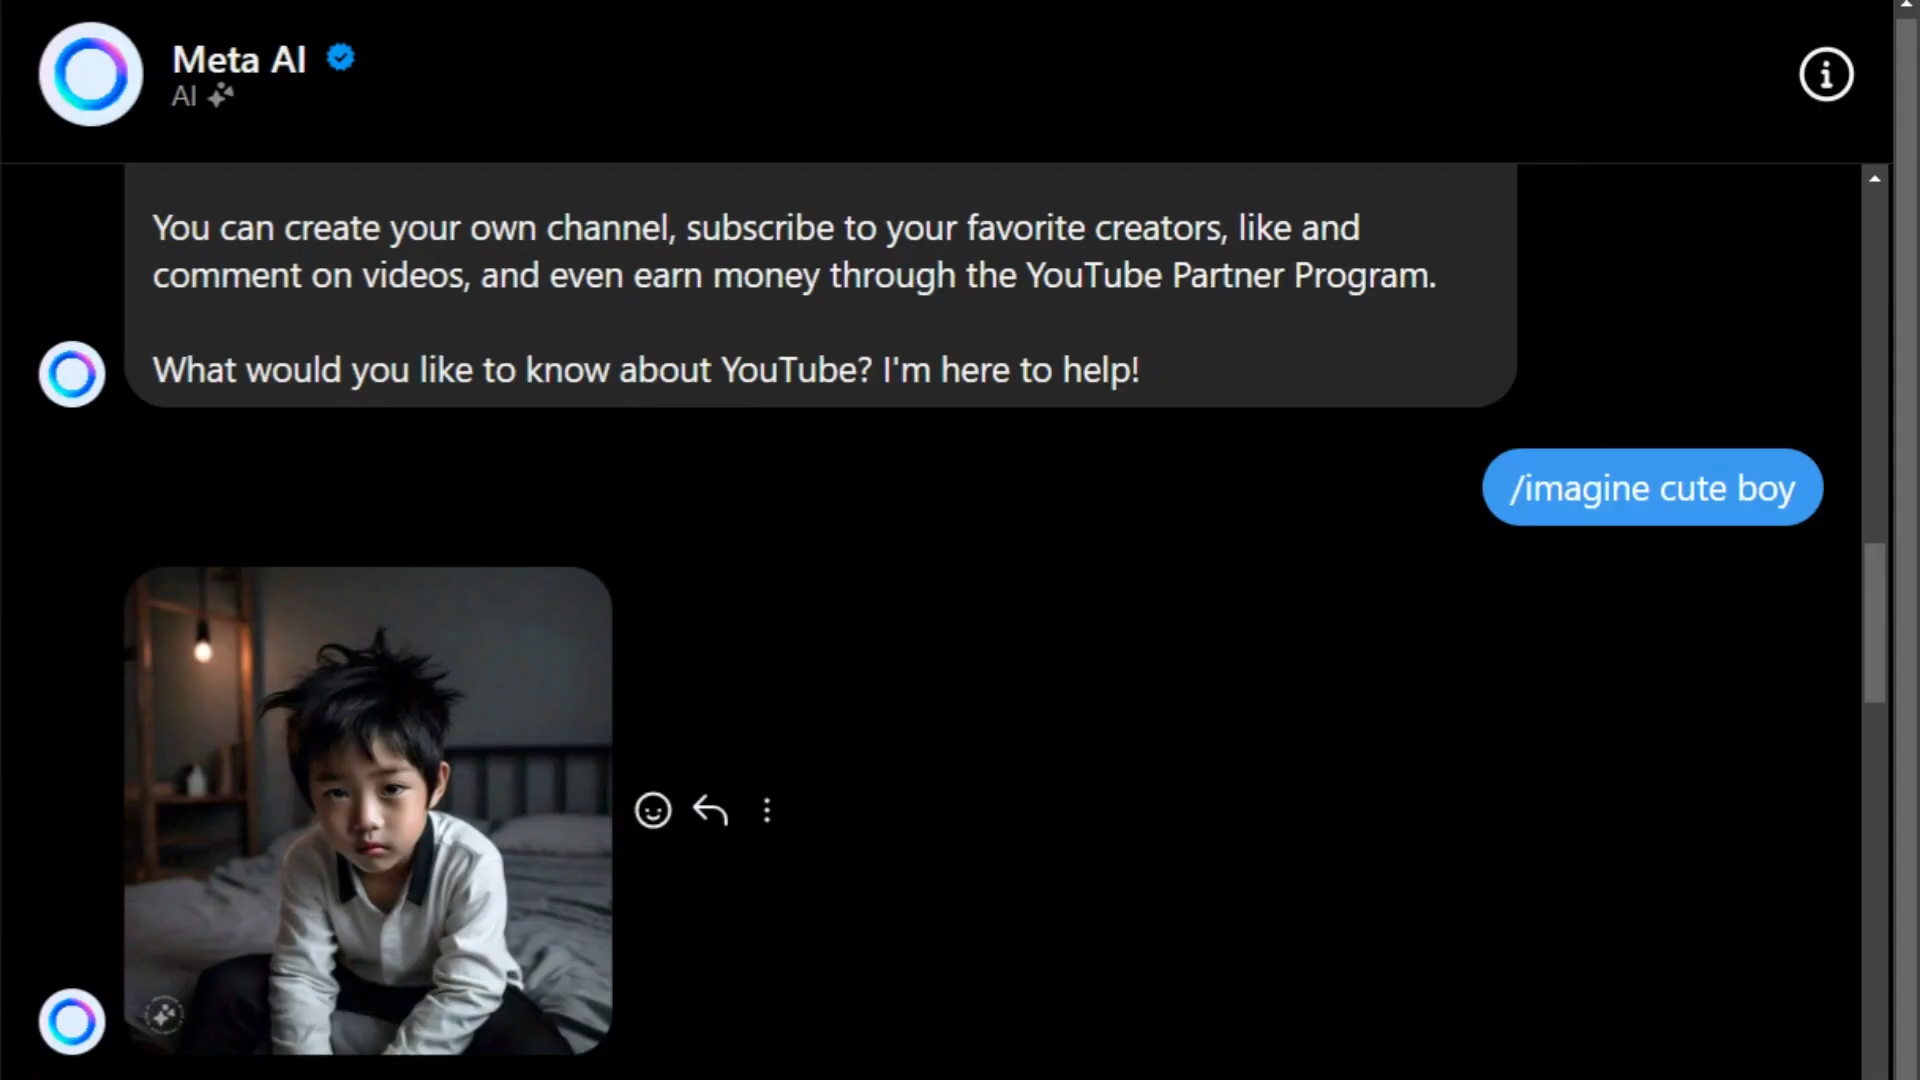 Meta AI
AI
You can create your own channel, subscribe to your favorite creators, like and
comment on videos, and even earn money through the YouTube Partner Program.
What would you like to know about YouTube? I'm here to help!
/imagine cute boy